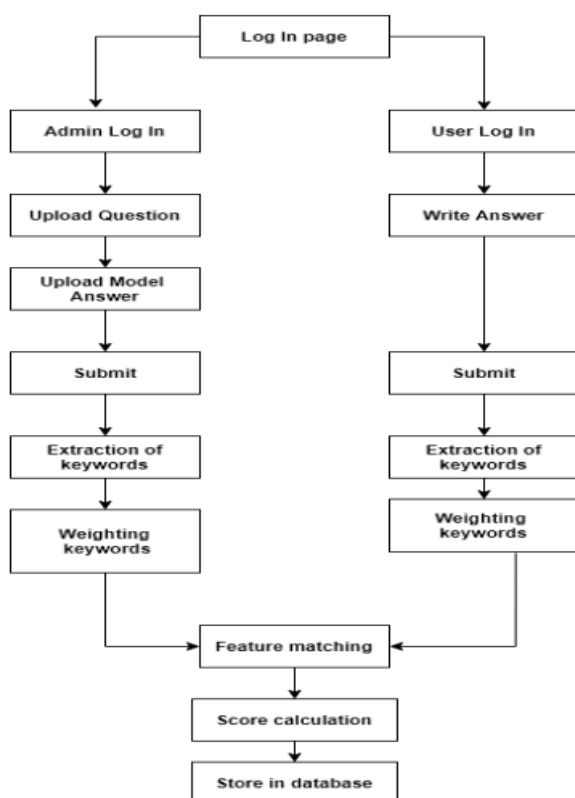 Log In page
Admin Log In
User Log In
Upload Question
Write Answer
Upload Model
Answer
Submit
Submit
Extraction of
keywords
Extraction of
keywords
Weighting
keywords
Weighting
keywords
Feature matching
Score calculation
Store in database